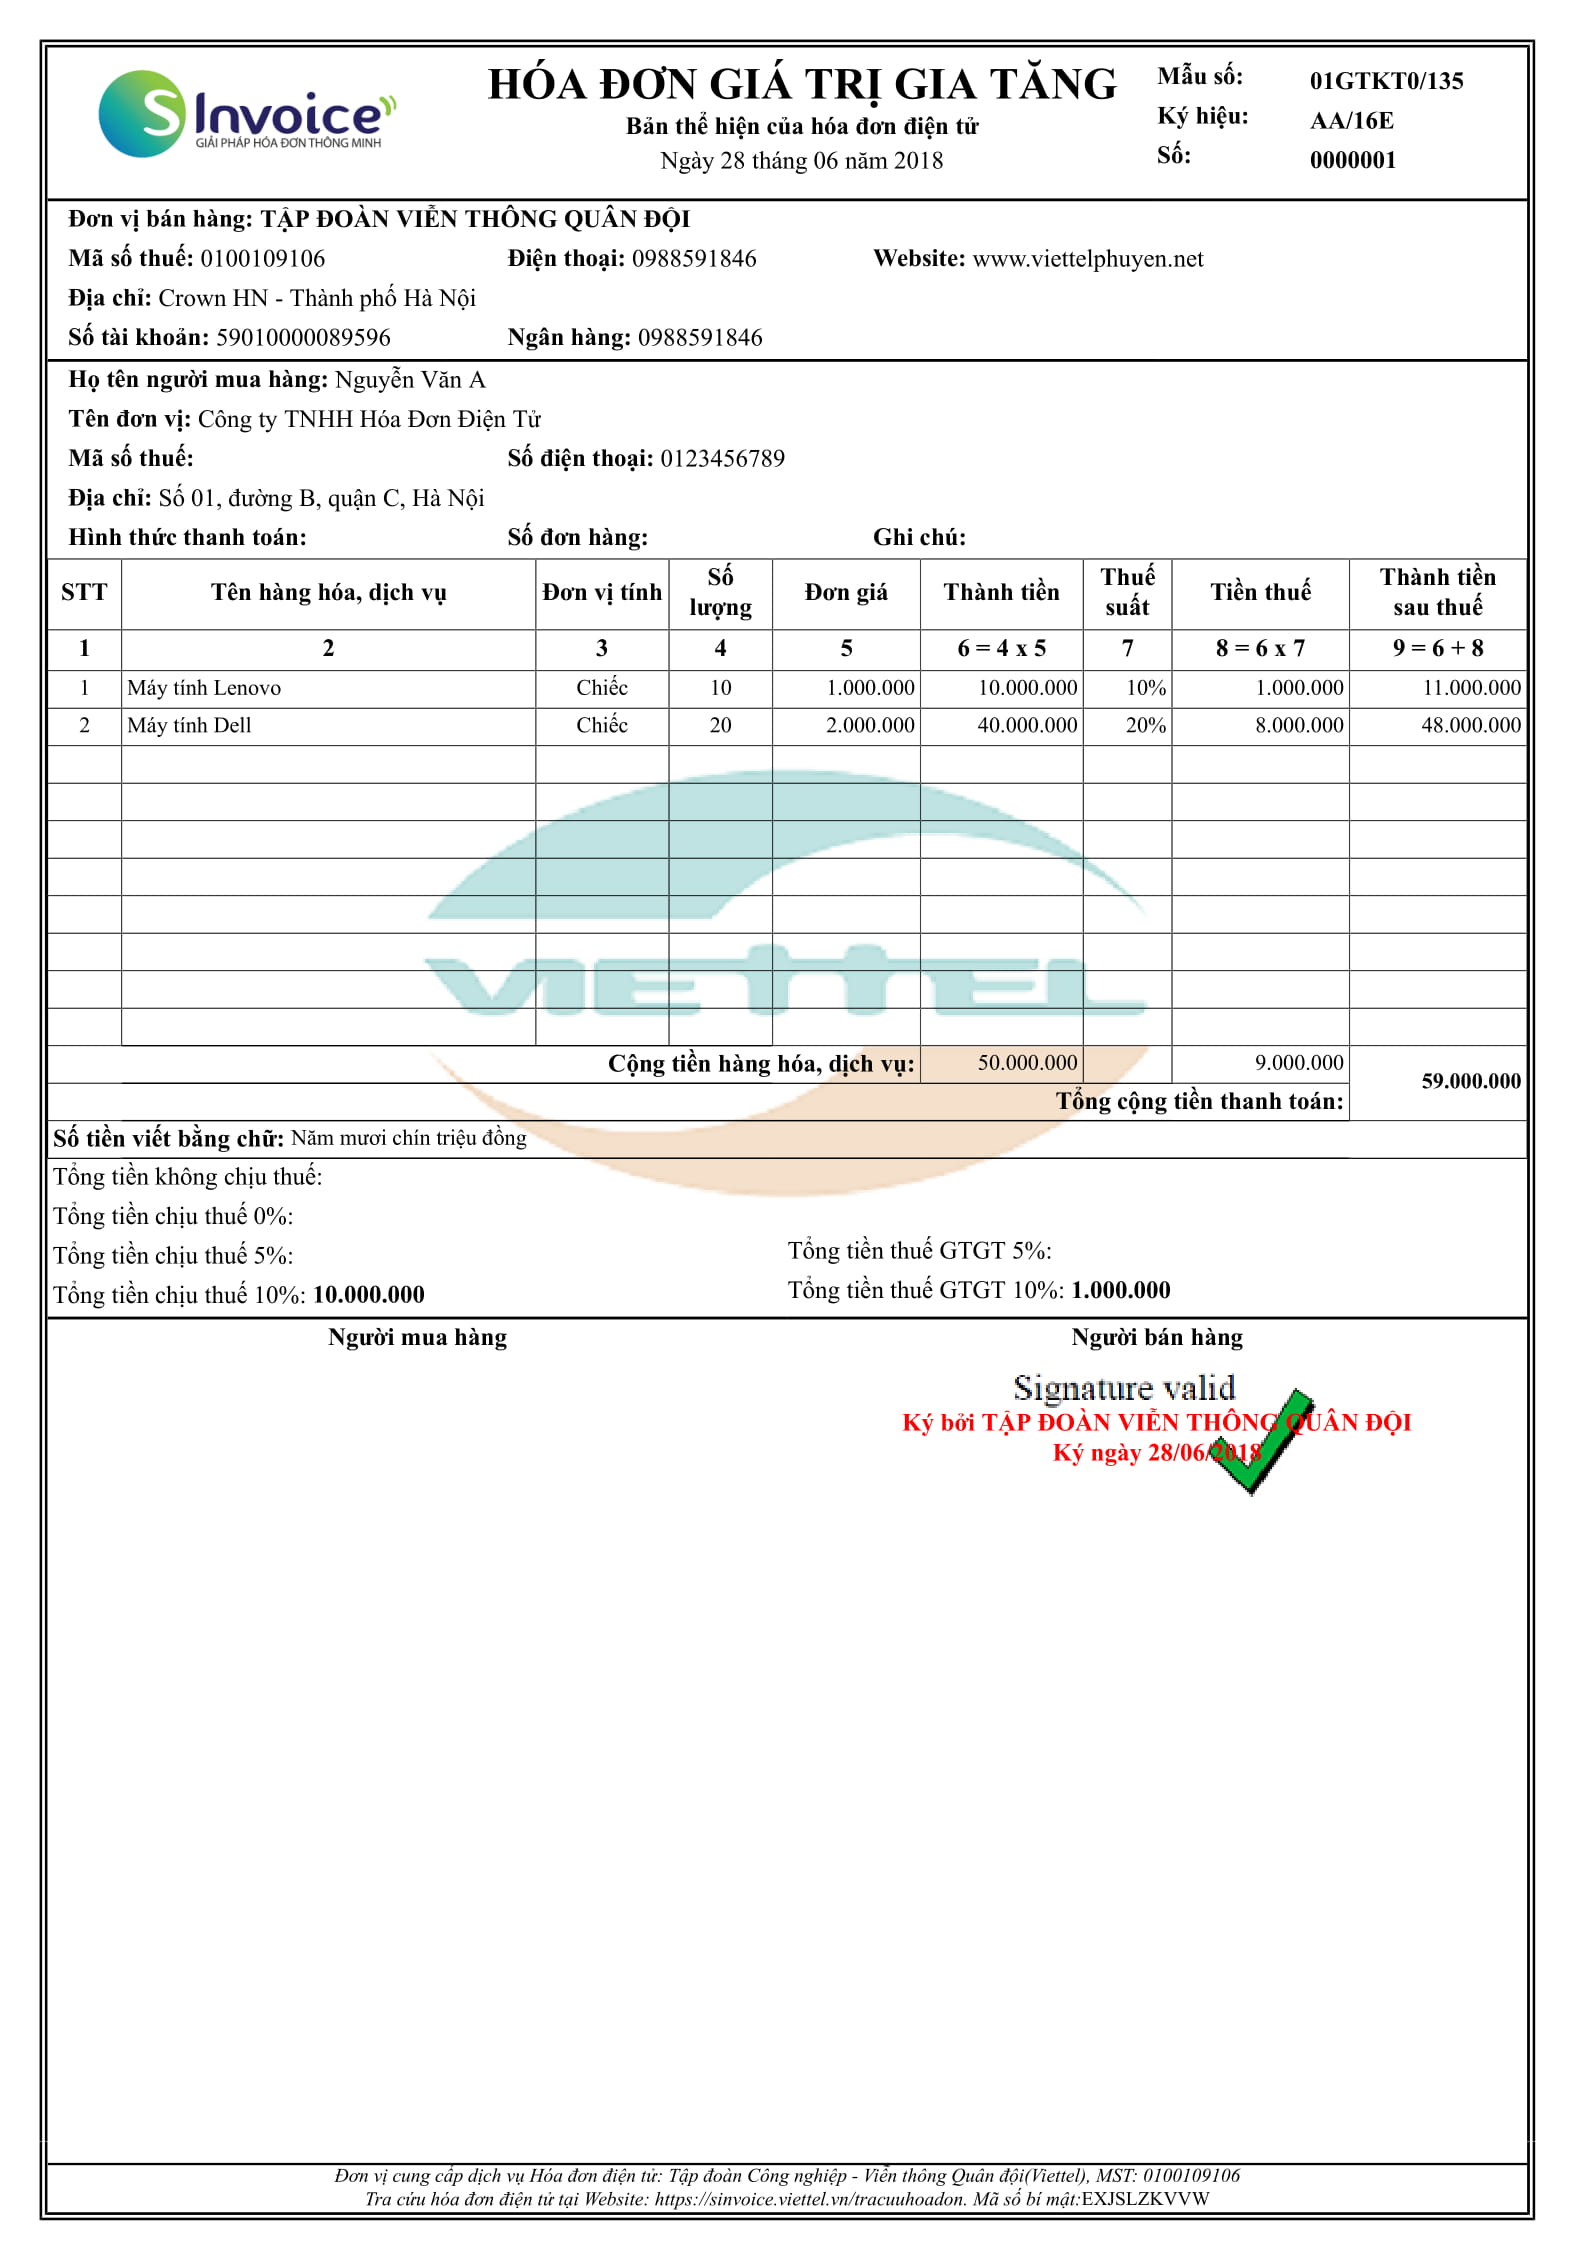 S Invoice
GIẢI PHÁP HÓA ĐƠN THÔNG MINH
HÓA ĐƠN GIÁ TRỊ GIA TĂNG
Bản thể hiện của hóa đơn điện tử
Ngày 28 tháng 06 năm 2018
Mẫu số: 01GTKT0/135
Ký hiệu: AA/16E
Số: 0000001
Đơn vị bán hàng: TẬP ĐOÀN VIỄN THÔNG QUÂN ĐỘI
Mã số thuế: 0100109106 Điện thoại: 0988591846 Website: www.viettelphuyen.net
Địa chỉ: Crown HN - Thành phố Hà Nội
Số tài khoản: 59010000089596 Ngân hàng: 0988591846
Họ tên người mua hàng: Nguyễn Văn A
Tên đơn vị: Công ty TNHH Hóa Đơn Điện Tử
Mã số thuế: Số điện thoại: 0123456789
Địa chỉ: Số 01, đường B, quận C, Hà Nội
Hình thức thanh toán: Số đơn hàng: Ghi chú:
STT Tên hàng hóa, dịch vụ Đơn vị tính Số lượng Đơn giá Thành tiền Thuế suất Tiền thuế Thành tiền sau thuế
1 2 3 4 5 6 = 4 x 5 7 8 = 6 x 7 9 = 6 + 8
1 Máy tính Lenovo Chiếc 10 1.000.000 10.000.000 10% 1.000.000 11.000.000
2 Máy tính Dell Chiếc 20 2.000.000 40.000.000 20% 8.000.000 48.000.000
VIETTEL
Cộng tiền hàng hóa, dịch vụ: 50.000.000 9.000.000
Tổng cộng tiền thanh toán: 59.000.000
Số tiền viết bằng chữ: Năm mươi chín triệu đồng
Tổng tiền không chịu thuế:
Tổng tiền chịu thuế 0%:
Tổng tiền chịu thuế 5%: Tổng tiền thuế GTGT 5%:
Tổng tiền chịu thuế 10%: 10.000.000 Tổng tiền thuế GTGT 10%: 1.000.000
Người mua hàng Người bán hàng
Signature valid
Ký bởi TẬP ĐOÀN VIỄN THÔNG QUÂN ĐỘI
Ký ngày 28/06/2018
Đơn vị cung cấp dịch vụ Hóa đơn điện tử: Tập đoàn Công nghiệp - Viễn thông Quân đội(Viettel), MST: 0100109106
Tra cứu hóa đơn điện tử tại Website: https://sinvoice.viettel.vn/tracuuhoadon. Mã số bí mật:EXJSLZKVVW